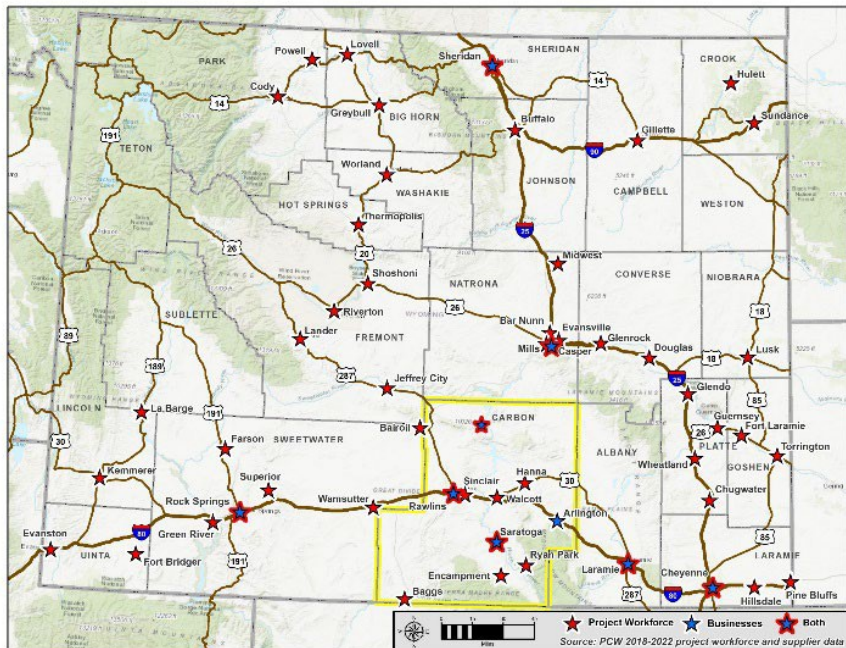 SHERIDAN
Sheridan
CROOK
Hulett
PARK
Powell
Lovell
14
Cody
14
Greybull
BIG HORN
Buffalo
Gillette
Sundance
191
TETON
90
Worland
WASHAKIE
JOHNSON
CAMPBELL
WESTON
HOT SPRINGS
Thermopolis
25
26
20
Midwest
Shoshoni
NATRONA
CONVERSE
NIOBRARA
SUBLETTE
Riverton
26
18
Lander
FREMONT
Bar Nunn
Evansville
Mills
Casper
Glenrock
Douglas
18
Lusk
89
189
287
Jeffrey City
25
Glendo
85
LINCOLN
La Barge
191
CARBON
Guernsey
26
Fort Laramie
30
Farson
SWEETWATER
Bairoil
ALBANY
PLATTE
Torrington
GOSHEN
Kemmerer
Superior
Hanna
30
Wheatland
Sinclair
Rock Springs
Wamsutter
Rawlins
Walcott
Chugwater
Green River
Arlington
Evanston
80
UINTA
Fort Bridger
191
Saratoga
85
LARAMIE
Ryan Park
Encampment
Laramie
Cheyenne
Baggs
287
80
Hillsdale
Pine Bluffs
Project Workforce
Businesses
Both
Source: PCW 2018-2022 project workforce and supplier data